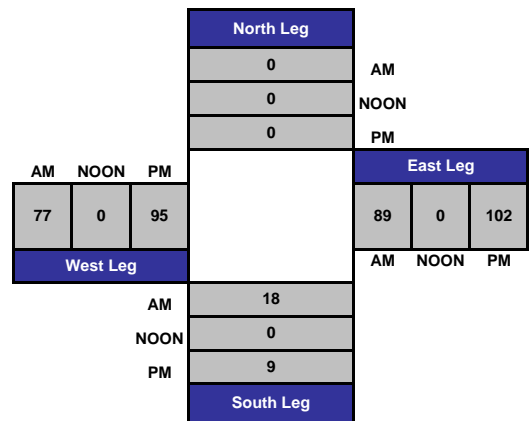 North Leg
0 AM
0 NOON
0 PM
AM NOON PM
East Leg
77 0 95
89 0 102
West Leg
AM NOON PM
AM 18
NOON 0
PM 9
South Leg